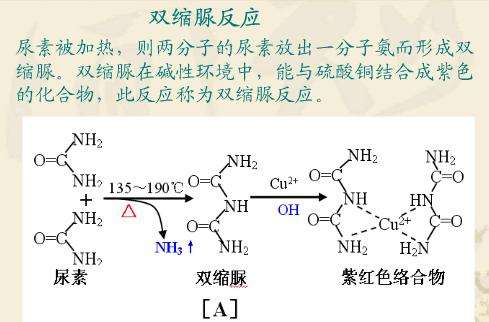 双缩脲反应
尿素被加热，则两分子的尿素放出一分子氨而形成双
缩脲。双缩脲在碱性环境中，能与硫酸铜结合成紫色
的化合物，此反应称为双缩脲反应。
NH₂
O=C
NH₂
+
NH₂
O=C
NH₂
尿素
135～190℃
△
NH₃↑
NH₂
O=C
NH
O=C
NH₂
双缩脲
[A]
Cu²⁺
OH
NH₂
O=C
NH
O=C
NH₂
Cu²⁺
NH₂
C=O
HN
C=O
H₂N
紫红色络合物